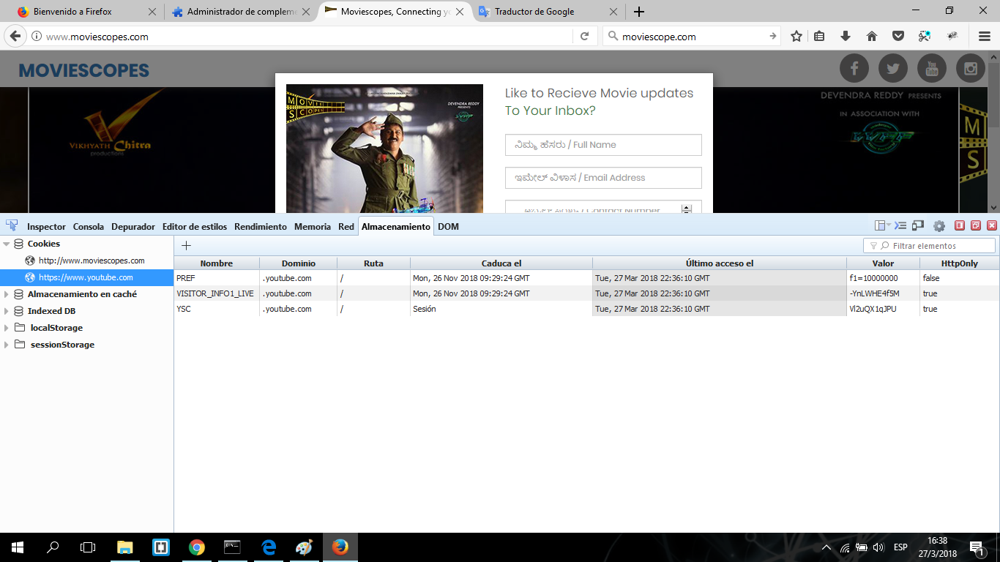 Bienvenido a Firefox
Administrador de compleme
Moviescopes, Connecting yo
Traductor de Google
www.moviescopes.com
moviescope.com
MOVIESCOPES
You Tube
VIKHYATH Chitra
productions
MOVI
SCOPES
DEVENDRA REDDY
PRESENTS
Like to Recieve Movie updates
To Your Inbox?
ನಿಮ್ಮ ಹೆಸರು / Full Name
ಇಮೇಲ್ ವಿಳಾಸ / Email Address
/ Contact Number
DEVENDRA REDDY PRESENTS
IN ASSOCIATION WITH
M
S
Inspector Consola Depurador Editor de estilos Rendimiento Memoria Red Almacenamiento DOM
Cookies
http://www.moviescopes.com
https://www.youtube.com
Almacenamiento en caché
Indexed DB
localStorage
sessionStorage
Filtrar elementos
Nombre Dominio Ruta Caduca el Último acceso el Valor HttpOnly
PREF .youtube.com / Mon, 26 Nov 2018 09:29:24 GMT Tue, 27 Mar 2018 22:36:10 GMT f1=10000000 false
VISITOR_INFO1_LIVE .youtube.com / Mon, 26 Nov 2018 09:29:24 GMT Tue, 27 Mar 2018 22:36:10 GMT -YnLWHE4f5M true
YSC .youtube.com / Sesión Tue, 27 Mar 2018 22:36:10 GMT Vl2uQX1qJPU true
ESP
16:38
27/3/2018
1